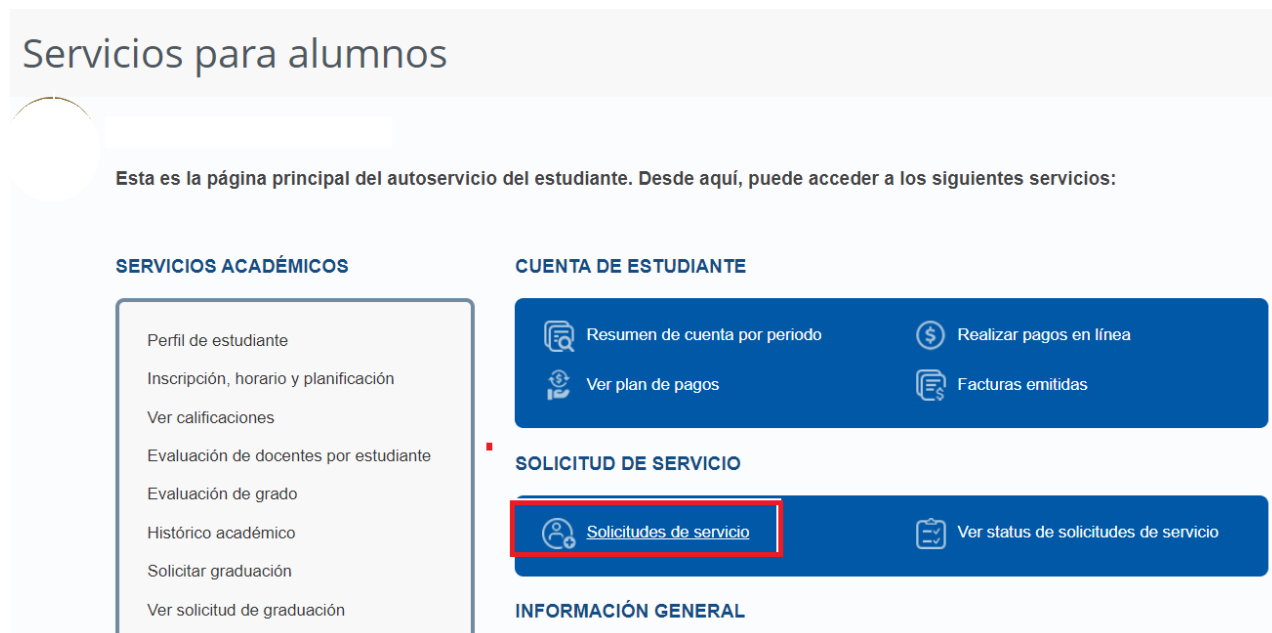 Servicios para alumnos
Esta es la página principal del autoservicio del estudiante. Desde aquí, puede acceder a los siguientes servicios:
SERVICIOS ACADÉMICOS
Perfil de estudiante
Inscripción, horario y planificación
Ver calificaciones
Evaluación de docentes por estudiante
Evaluación de grado
Histórico académico
Solicitar graduación
Ver solicitud de graduación
CUENTA DE ESTUDIANTE
Resumen de cuenta por periodo
Realizar pagos en línea
Ver plan de pagos
Facturas emitidas
SOLICITUD DE SERVICIO
Solicitudes de servicio
Ver status de solicitudes de servicio
INFORMACIÓN GENERAL